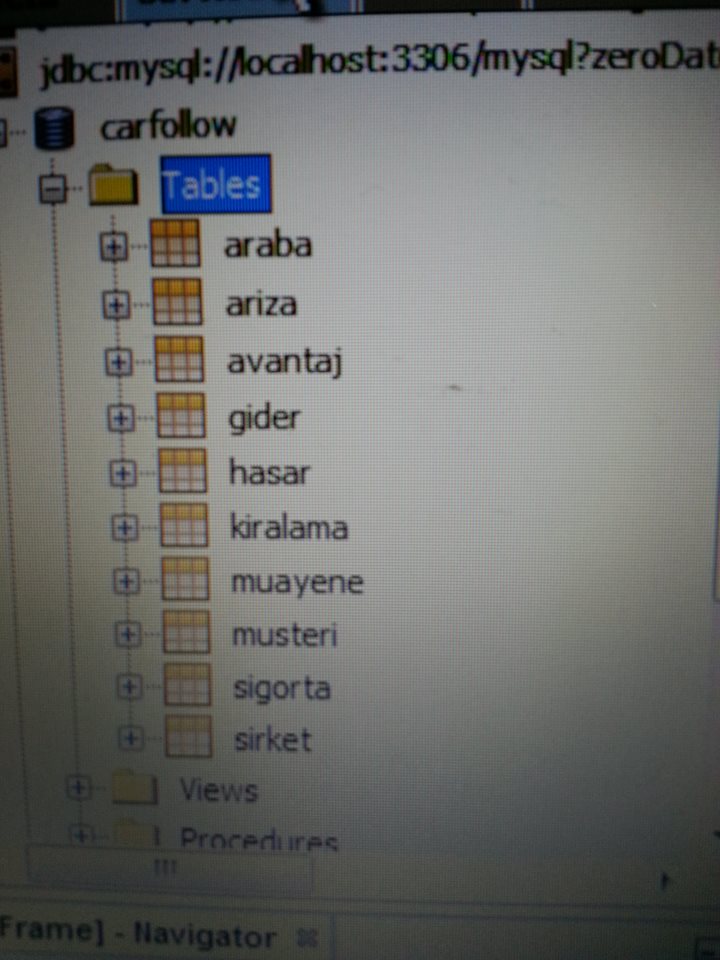 jdbc:mysql://localhost:3306/mysql?zeroDat
carfollow
Tables
araba
ariza
avantaj
gider
hasar
kiralama
muayene
musteri
sigorta
sirket
Views
Procedures
Frame] - Navigator